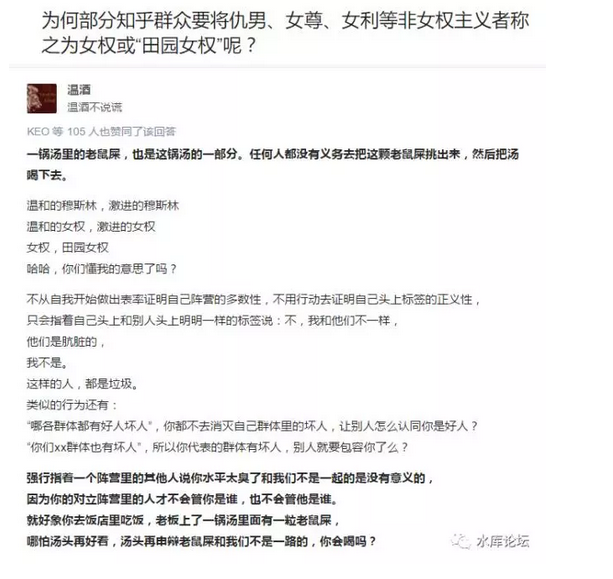 为何部分知乎群众要将仇男、女尊、女利等非女权主义者称
之为女权或“田园女权”呢？
温酒
温酒不说谎
KEO 等 105 人也赞同了该回答
一锅汤里的老鼠屎，也是这锅汤的一部分。任何人都没有义务去把这颗老鼠屎挑出来，然后把汤
喝下去。
温和的穆斯林，激进的穆斯林
温和的女权，激进的女权
女权，田园女权
哈哈，你们懂我的意思了吗？
不从自我开始做出表率证明自己阵营的多数性，不用行动去证明自己头上标签的正义性，
只会指着自己头上和别人头上明明一样的标签说：不，我和他们不一样，
他们是肮脏的，
我不是。
这样的人，都是垃圾。
类似的行为还有：
“哪各群体都有好人坏人”，你都不去消灭自己群体里的坏人，让别人怎么认同你是好人？
“你们xx群体也有坏人”，所以你代表的群体有坏人，别人就要包容你了么？
强行指着一个阵营里的其他人说你水平太臭了和我们不是一起的是没有意义的，
因为你的对立阵营里的人才不会管你是谁，也不会管他是谁。
就好象你去饭店里吃饭，老板上了一锅汤里面有一粒老鼠屎，
哪怕汤头再好看，汤头再申辩老鼠屎和我们不是一路的，你会喝吗？
水库论坛